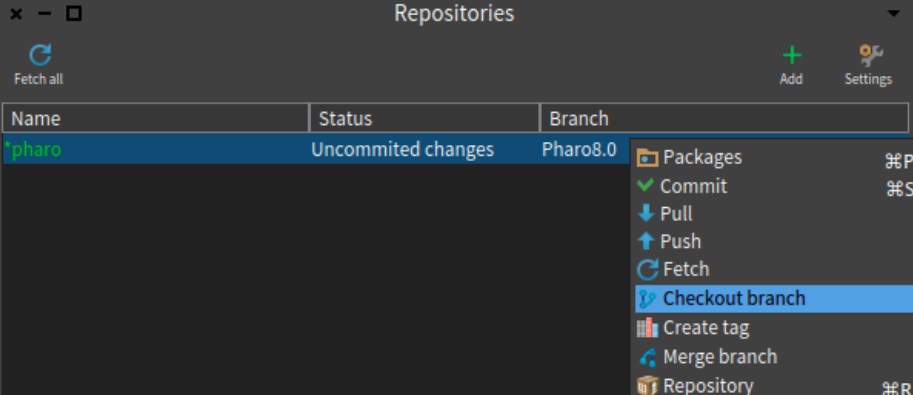 Repositories
Fetch all
Add
Settings
Name Status Branch
*pharo Uncommited changes Pharo8.0
Packages ⌘P
Commit ⌘S
Pull
Push
Fetch
Checkout branch
Create tag
Merge branch
Repository ⌘R